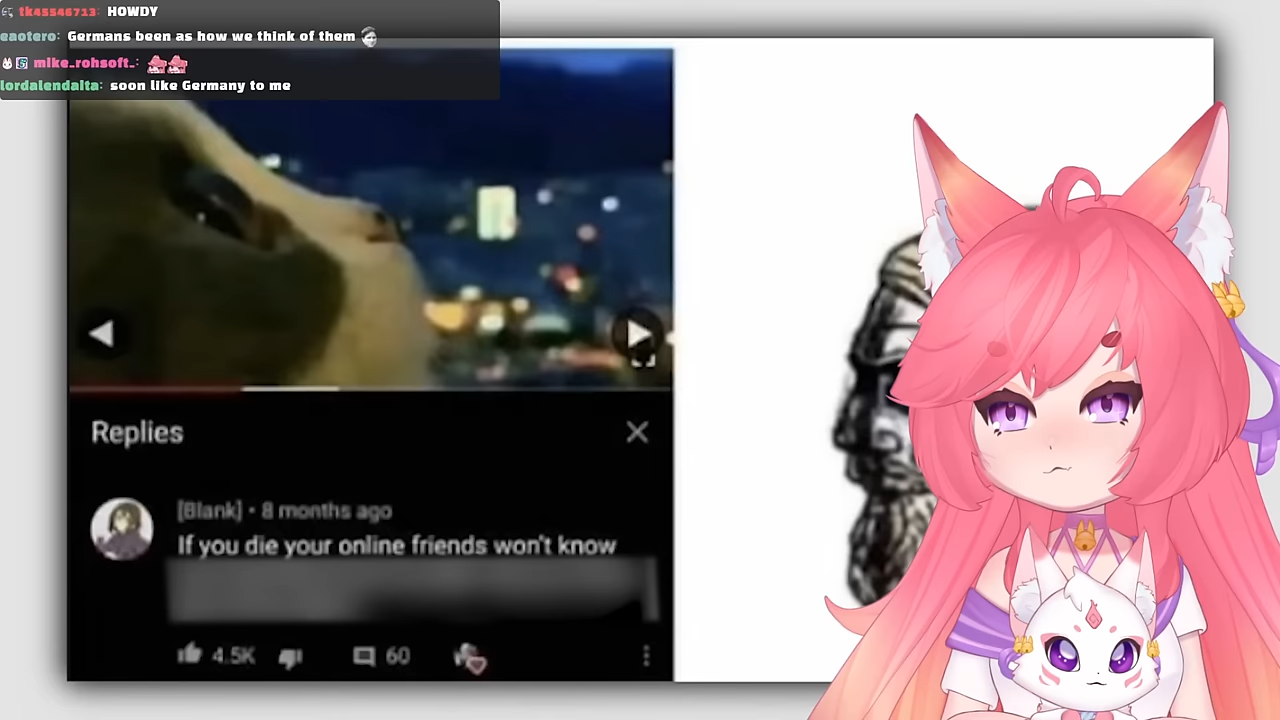 tk45546713: HOWDY
eaotero: Germans been as how we think of them
mike_rohsoft_:
lordalendaita: soon like Germany to me
Replies
[Blank] • 8 months ago
If you die your online friends won't know
4.5K
60